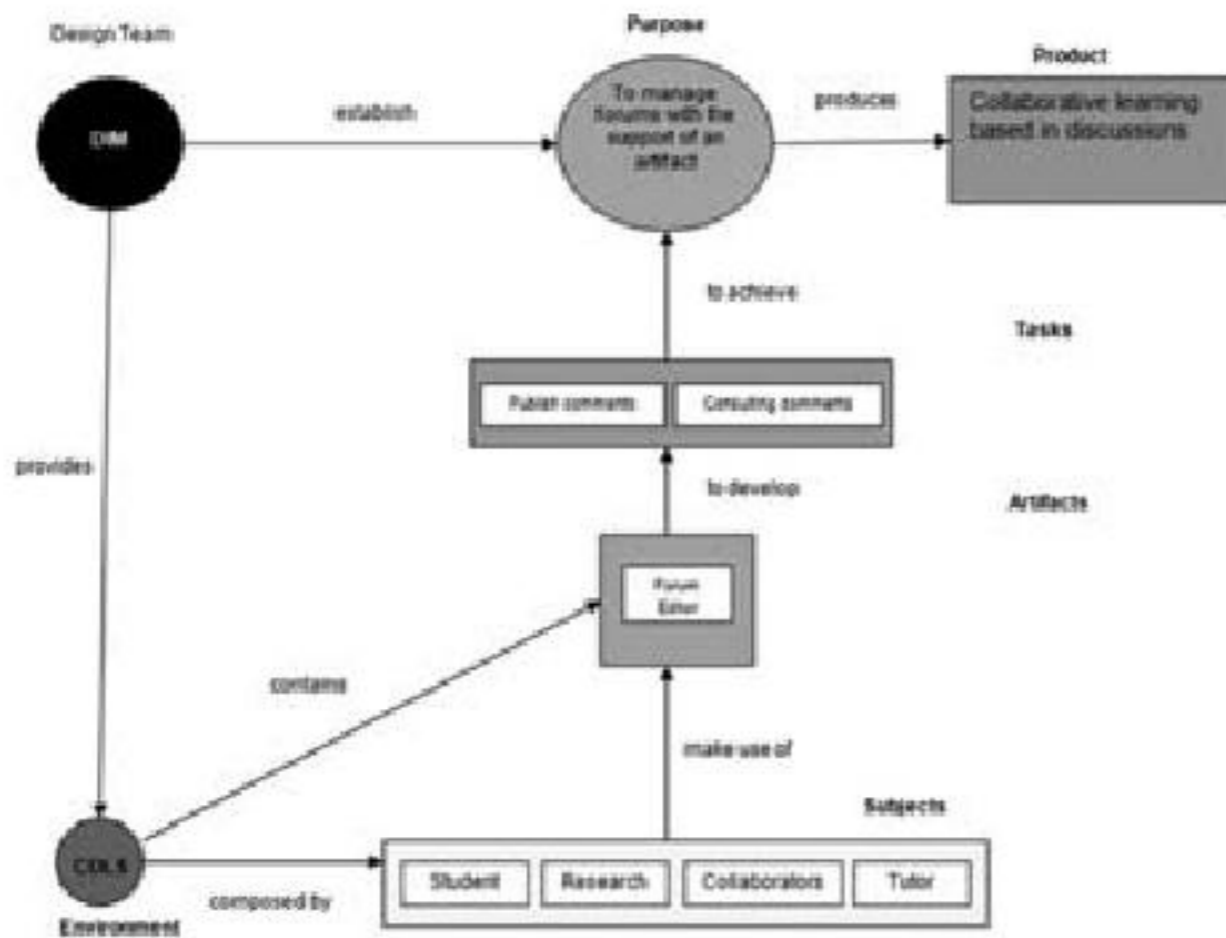 Design Team
Purpose
Product
To manage
forums with the
support of an
artifact
establish
produces
Collaborative learning
based in discussions
to achieve
Tasks
Publish comments
Consulting comments
provides
to develop
Artifacts
Forum
Editor
contains
make use of
Subjects
Student
Research
Collaborators
Tutor
composed by
Environment